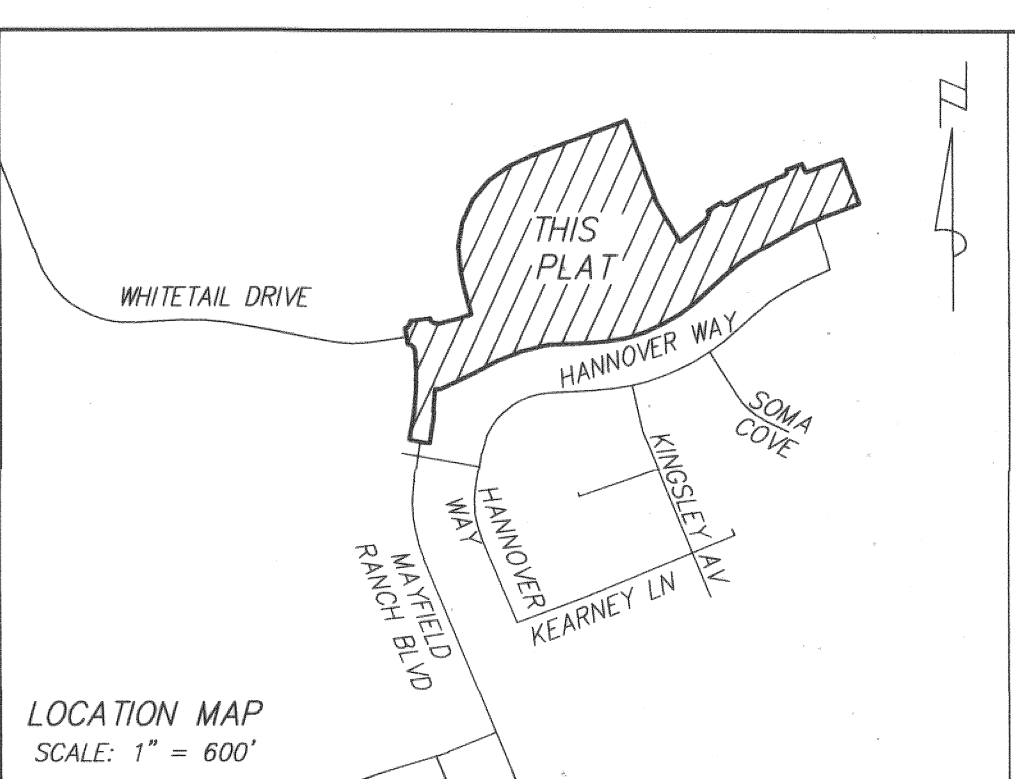 N
THIS
PLAT
WHITETAIL DRIVE
HANNOVER WAY
SOMA
COVE
KINGSLEY AV
HANNOVER
WAY
KEARNEY LN
MAYFIELD
RANCH BLVD
LOCATION MAP
SCALE: 1" = 600'